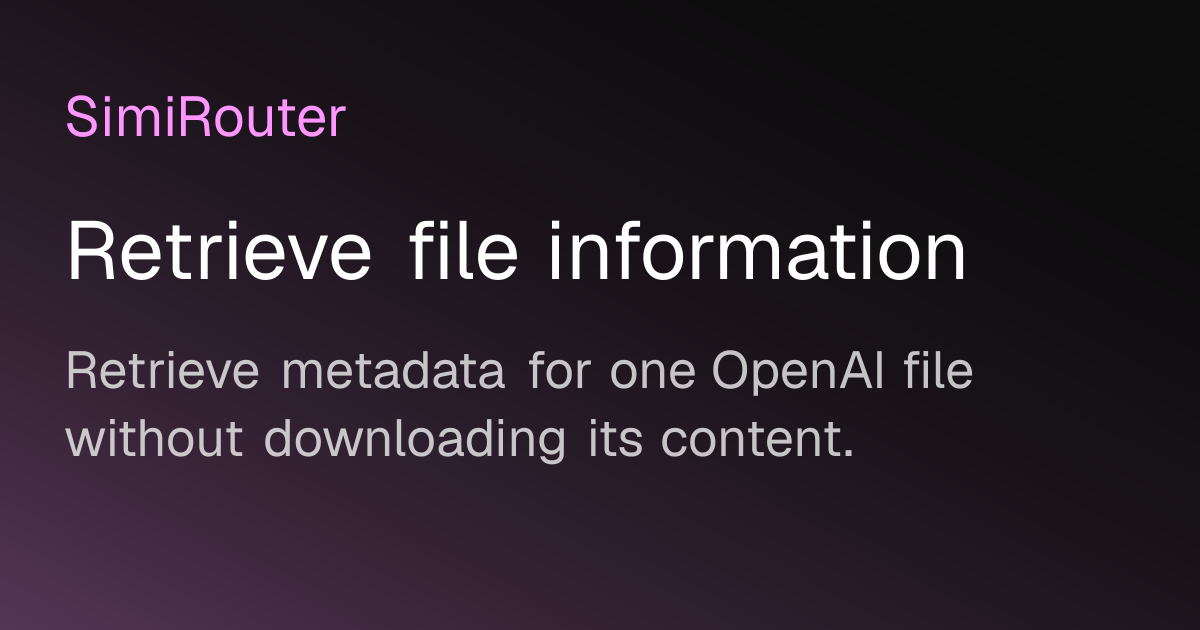 SimiRouter
Retrieve file information
Retrieve metadata for one OpenAI file
without downloading its content.